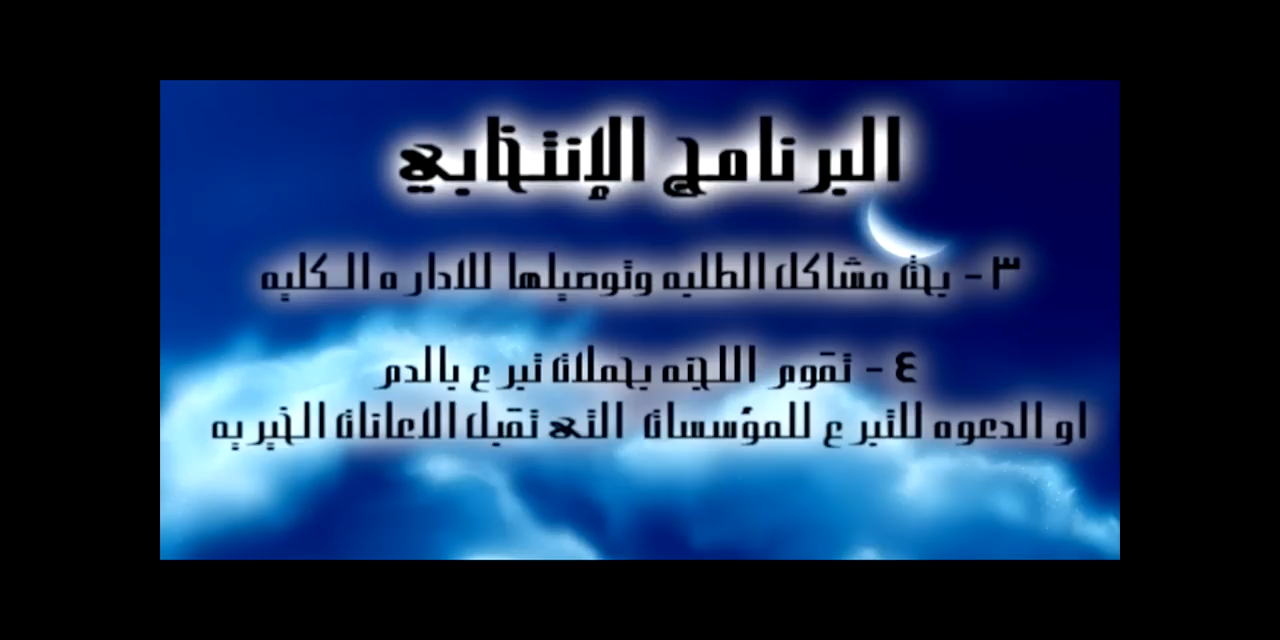 البرنامج الإنتخابي
٣ - بحث مشاكل الطلبه وتوصيلها للاداره الكليه
٤ - تقوم اللجنه بحملات تبرع بالدم
او الدعوه للتبرع للمؤسسات التى تقبل الاعانات الخيريه